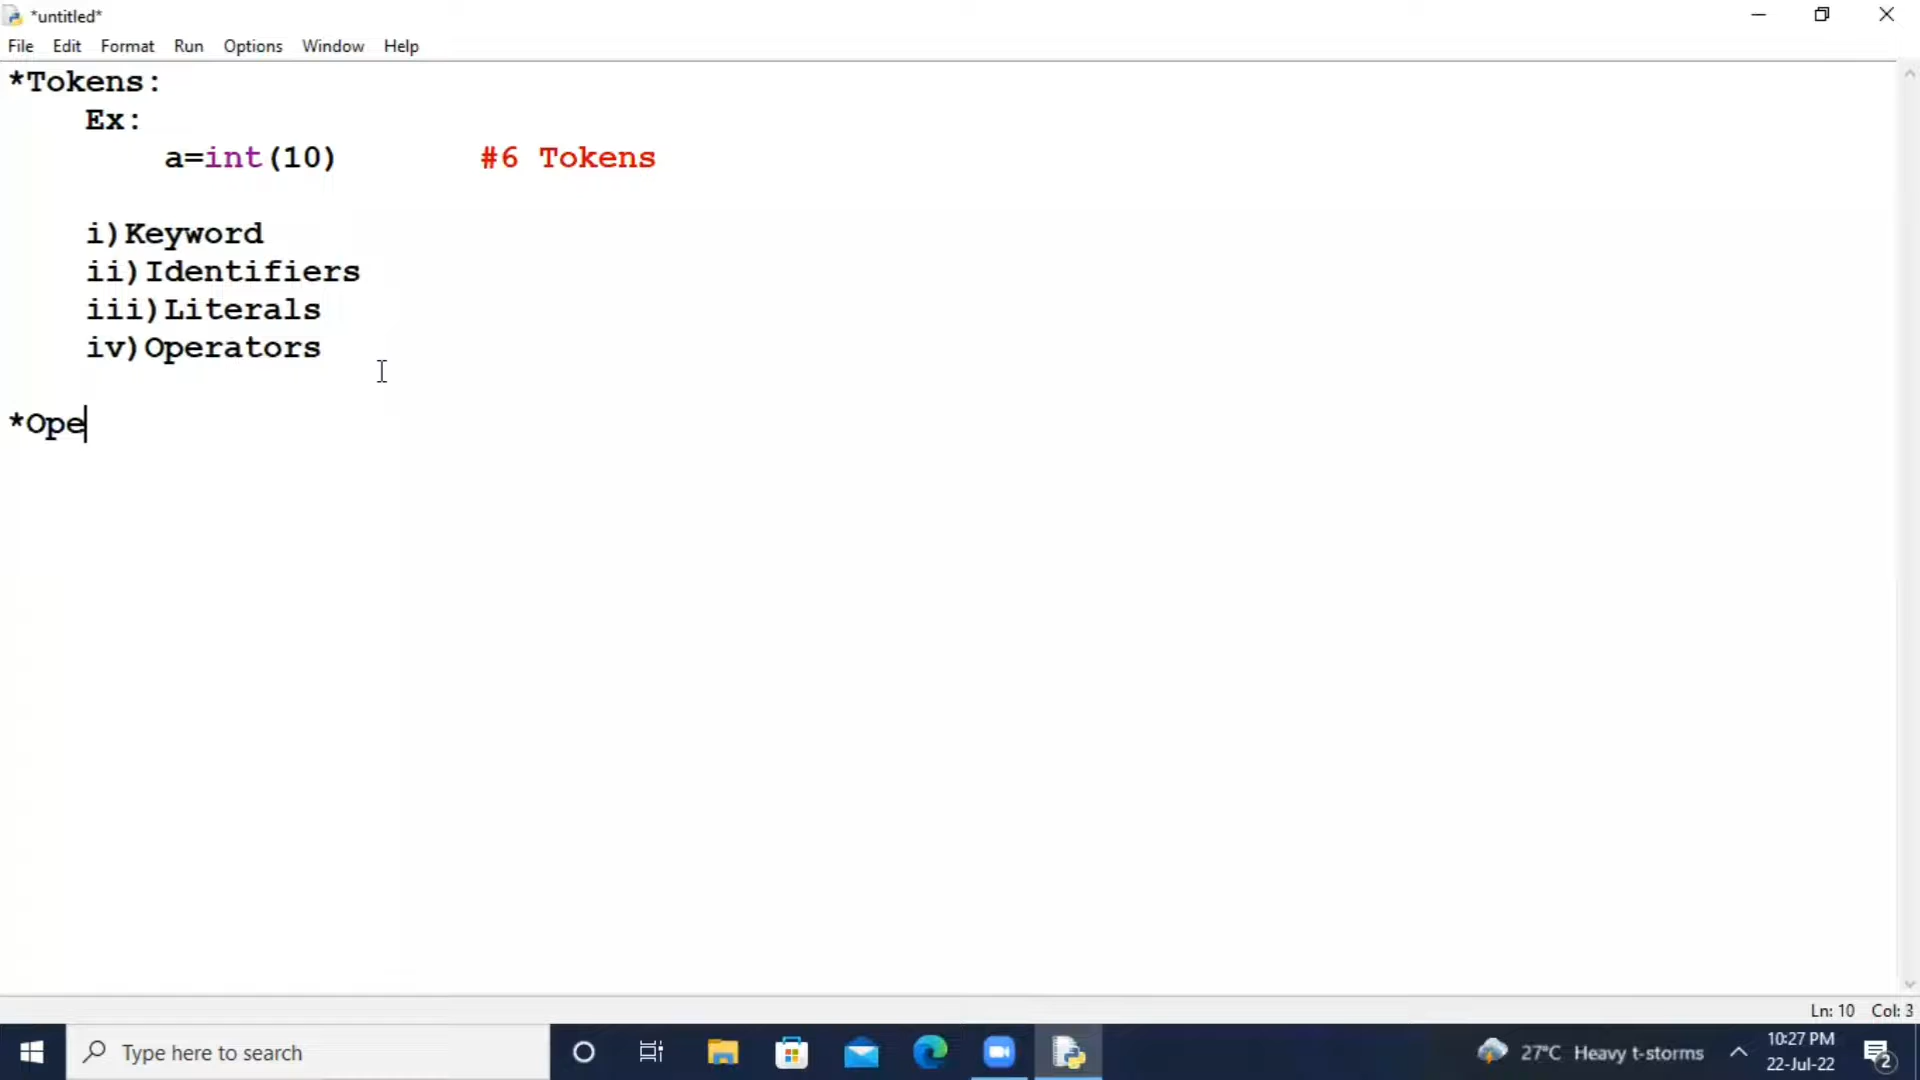 *untitled*
File Edit Format Run Options Window Help
*Tokens:
Ex:
a=int(10) #6 Tokens
i)Keyword
ii)Identifiers
iii)Literals
iv)Operators
*Ope
Ln: 10 Col: 3
Type here to search
27°C Heavy t-storms
10:27 PM
22-Jul-22
2